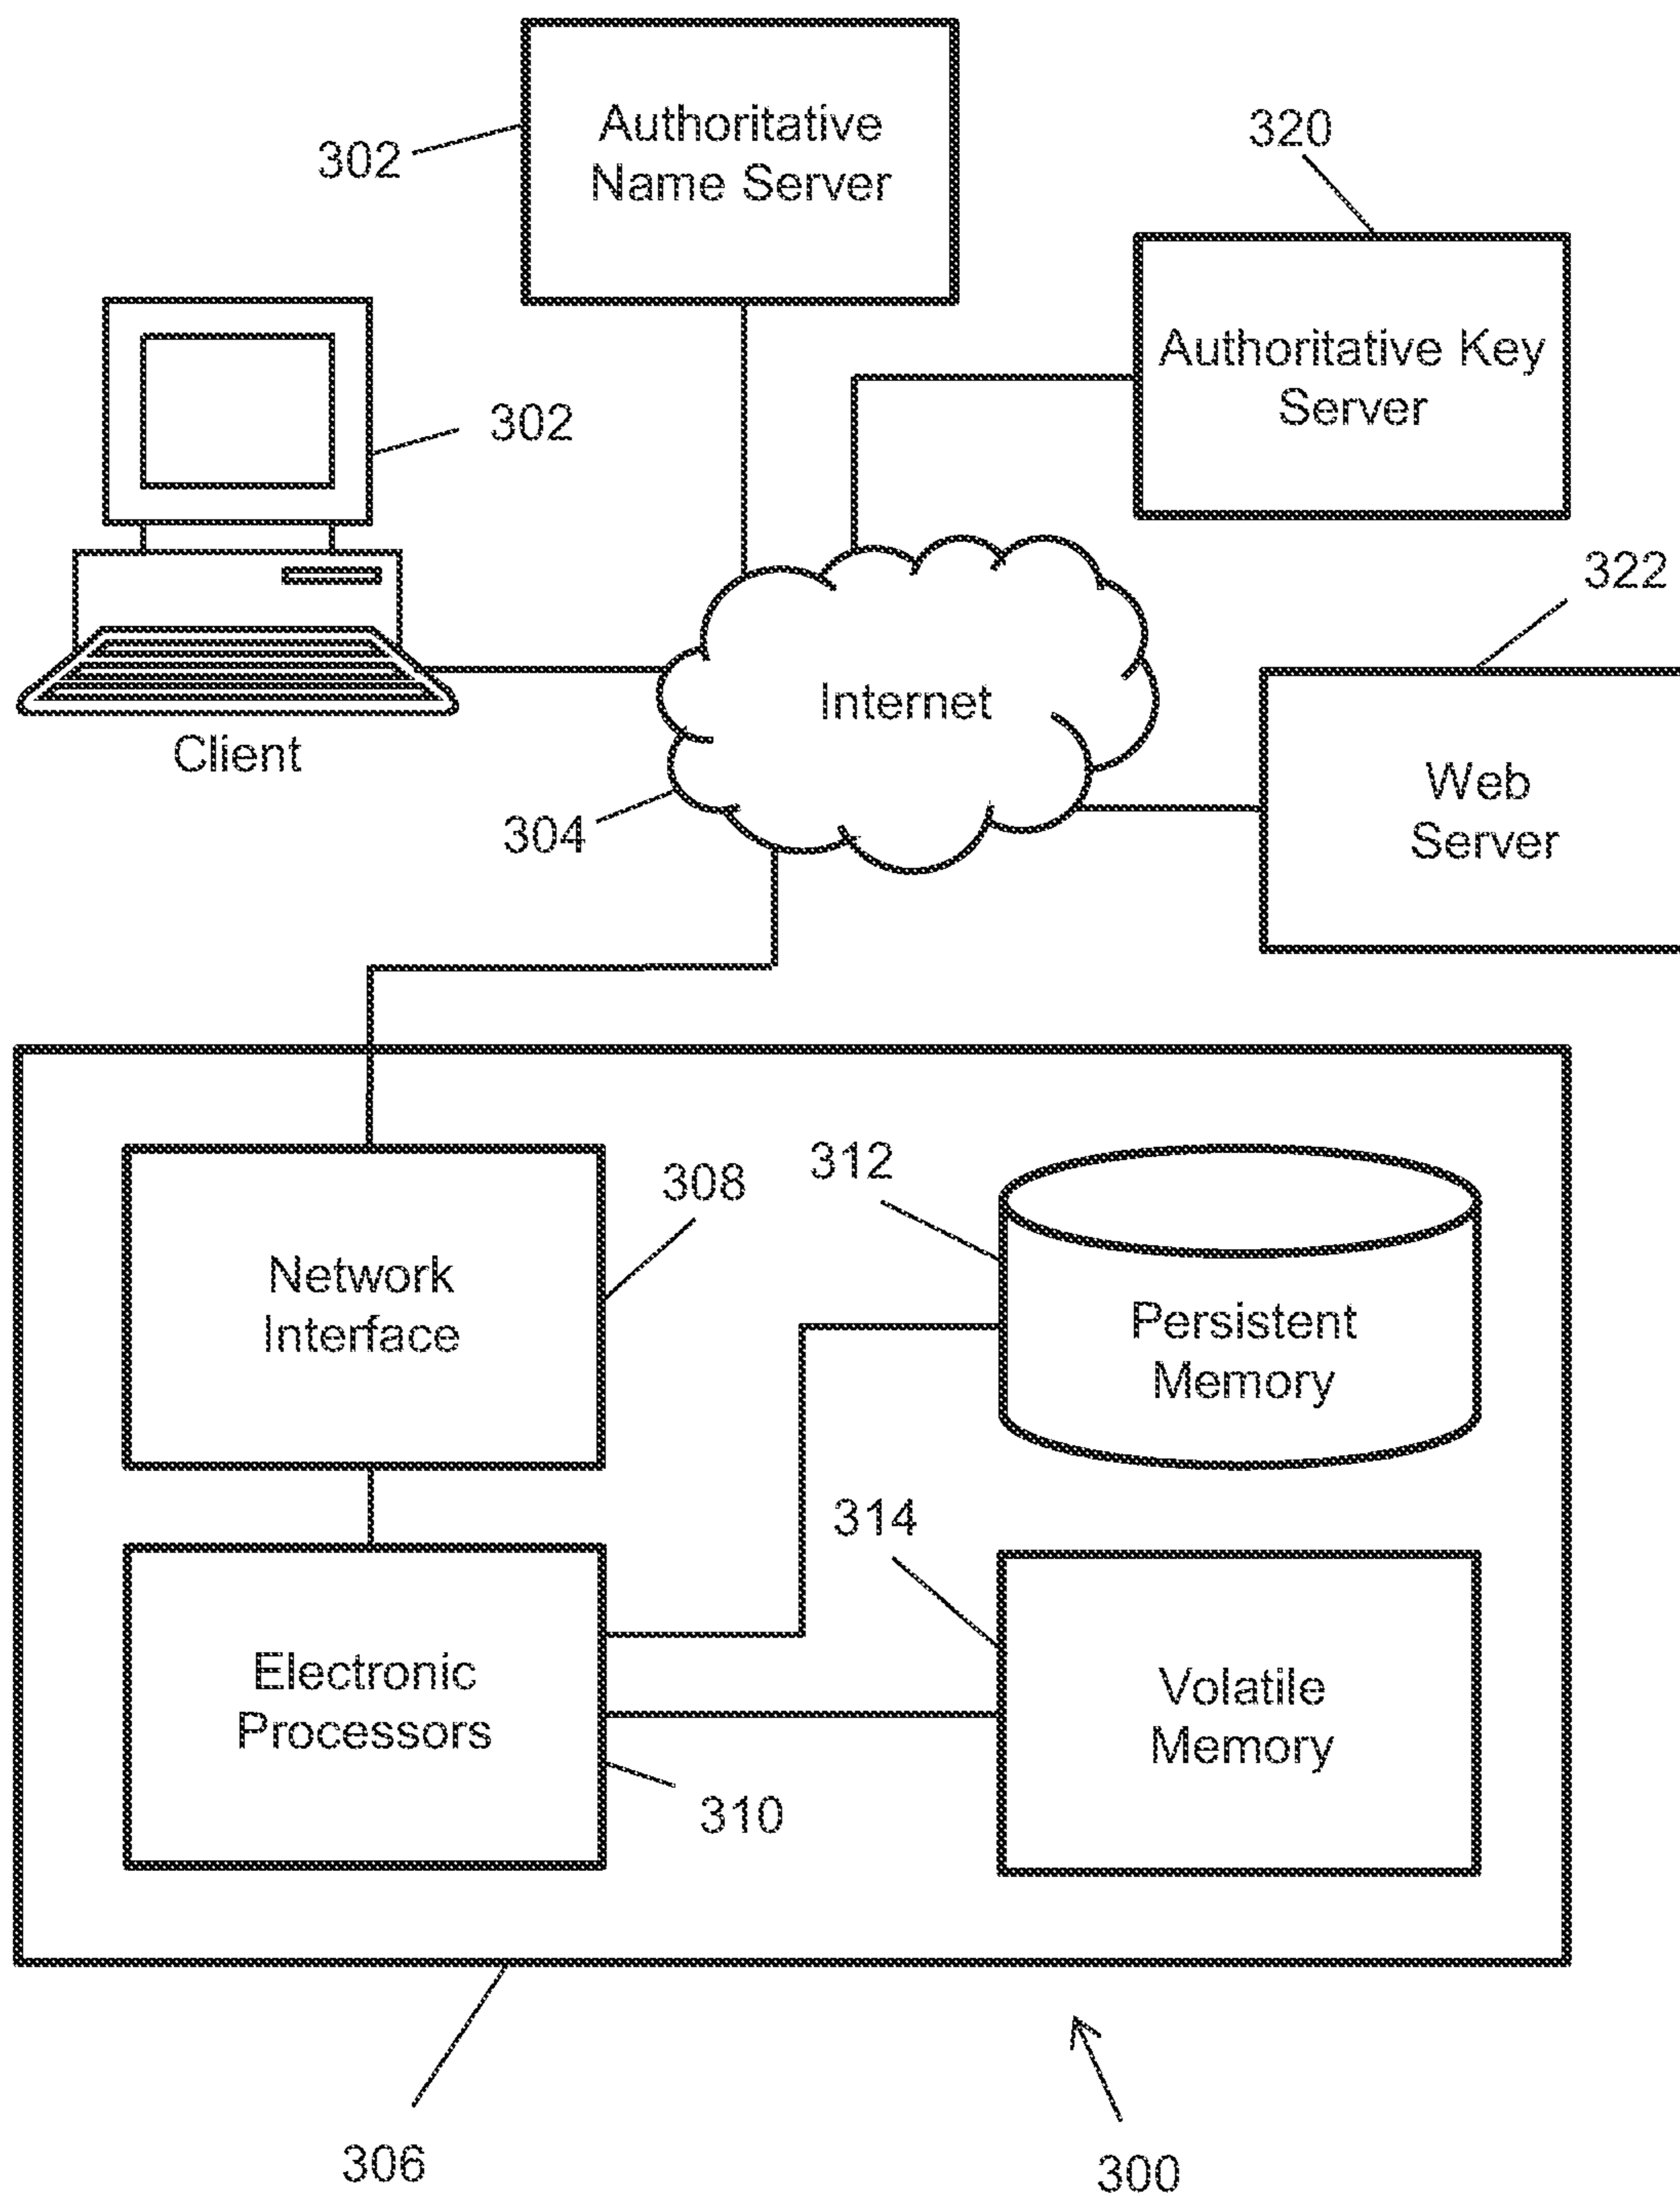 302
Authoritative
Name Server
320
Authoritative Key
Server
302
322
Internet
Client
Web
Server
304
308
312
Network
Interface
Persistent
Memory
314
Electronic
Processors
Volatile
Memory
310
306
300